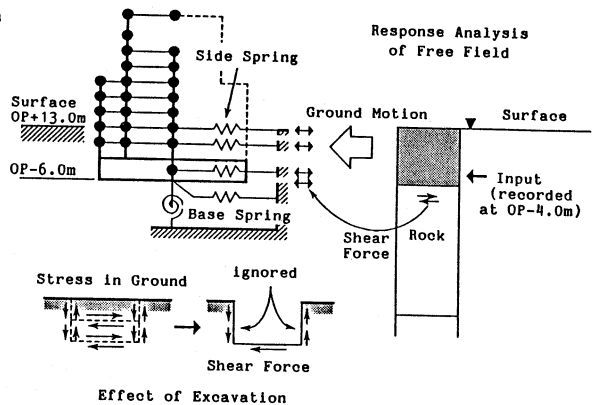 Response Analysis
of Free Field
Side Spring
Surface
OP+13.0m
Ground Motion
Surface
OP-6.0m
Input
(recorded
at OP-4.0m)
Base Spring
Shear
Force
Rock
Stress in Ground
ignored
Shear Force
Effect of Excavation